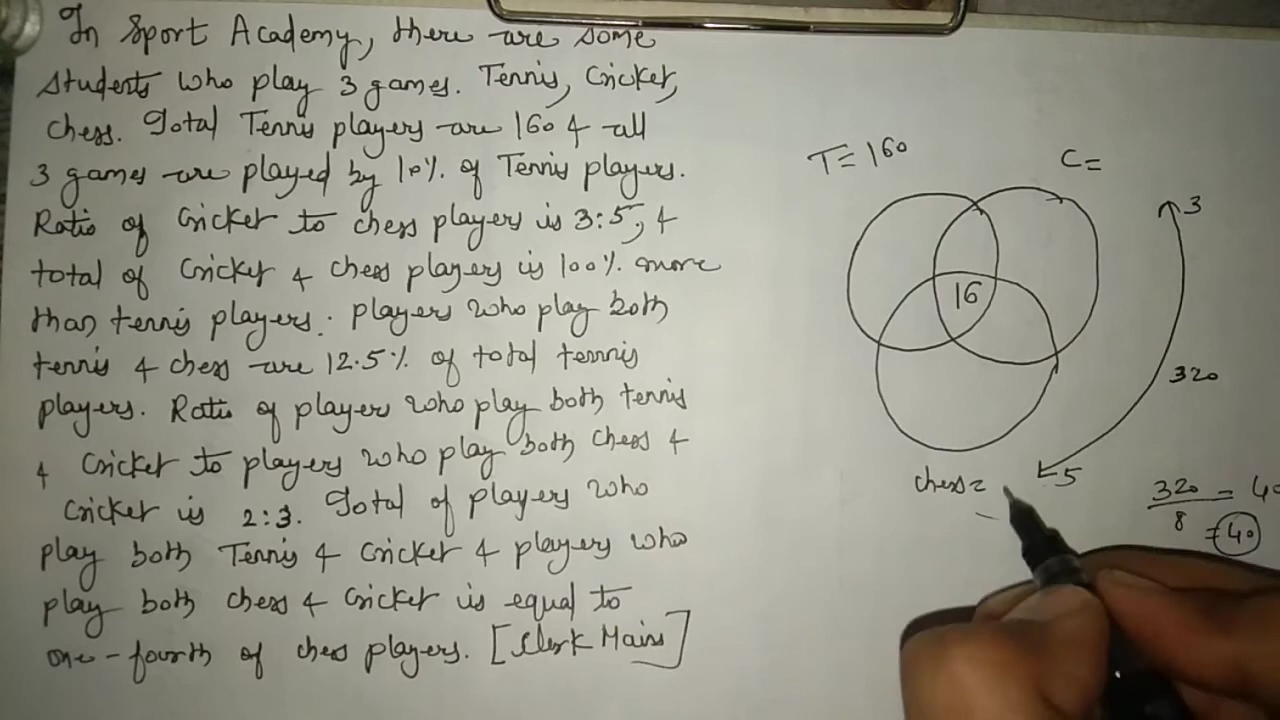 In Sport Academy, there are some
students who play 3 games. Tennis, Cricket,
chess. Total Tennis players are 160 & all
3 games are played by 10% of Tennis players.
Ratio of Cricket to chess players is 3:5, &
total of Cricket & chess players is 100% more
than tennis players. Players who play both
tennis & chess are 12.5% of total tennis
players. Ratio of players who play both tennis
& Cricket to players who play both chess &
Cricket is 2:3. Total of players who
play both Tennis & Cricket & players who
play both chess & Cricket is equal to
one-fourth of chess players. [Clerk Mains]
T=160
C=
3
16
320
5
chess=
320/8 = 40
=40